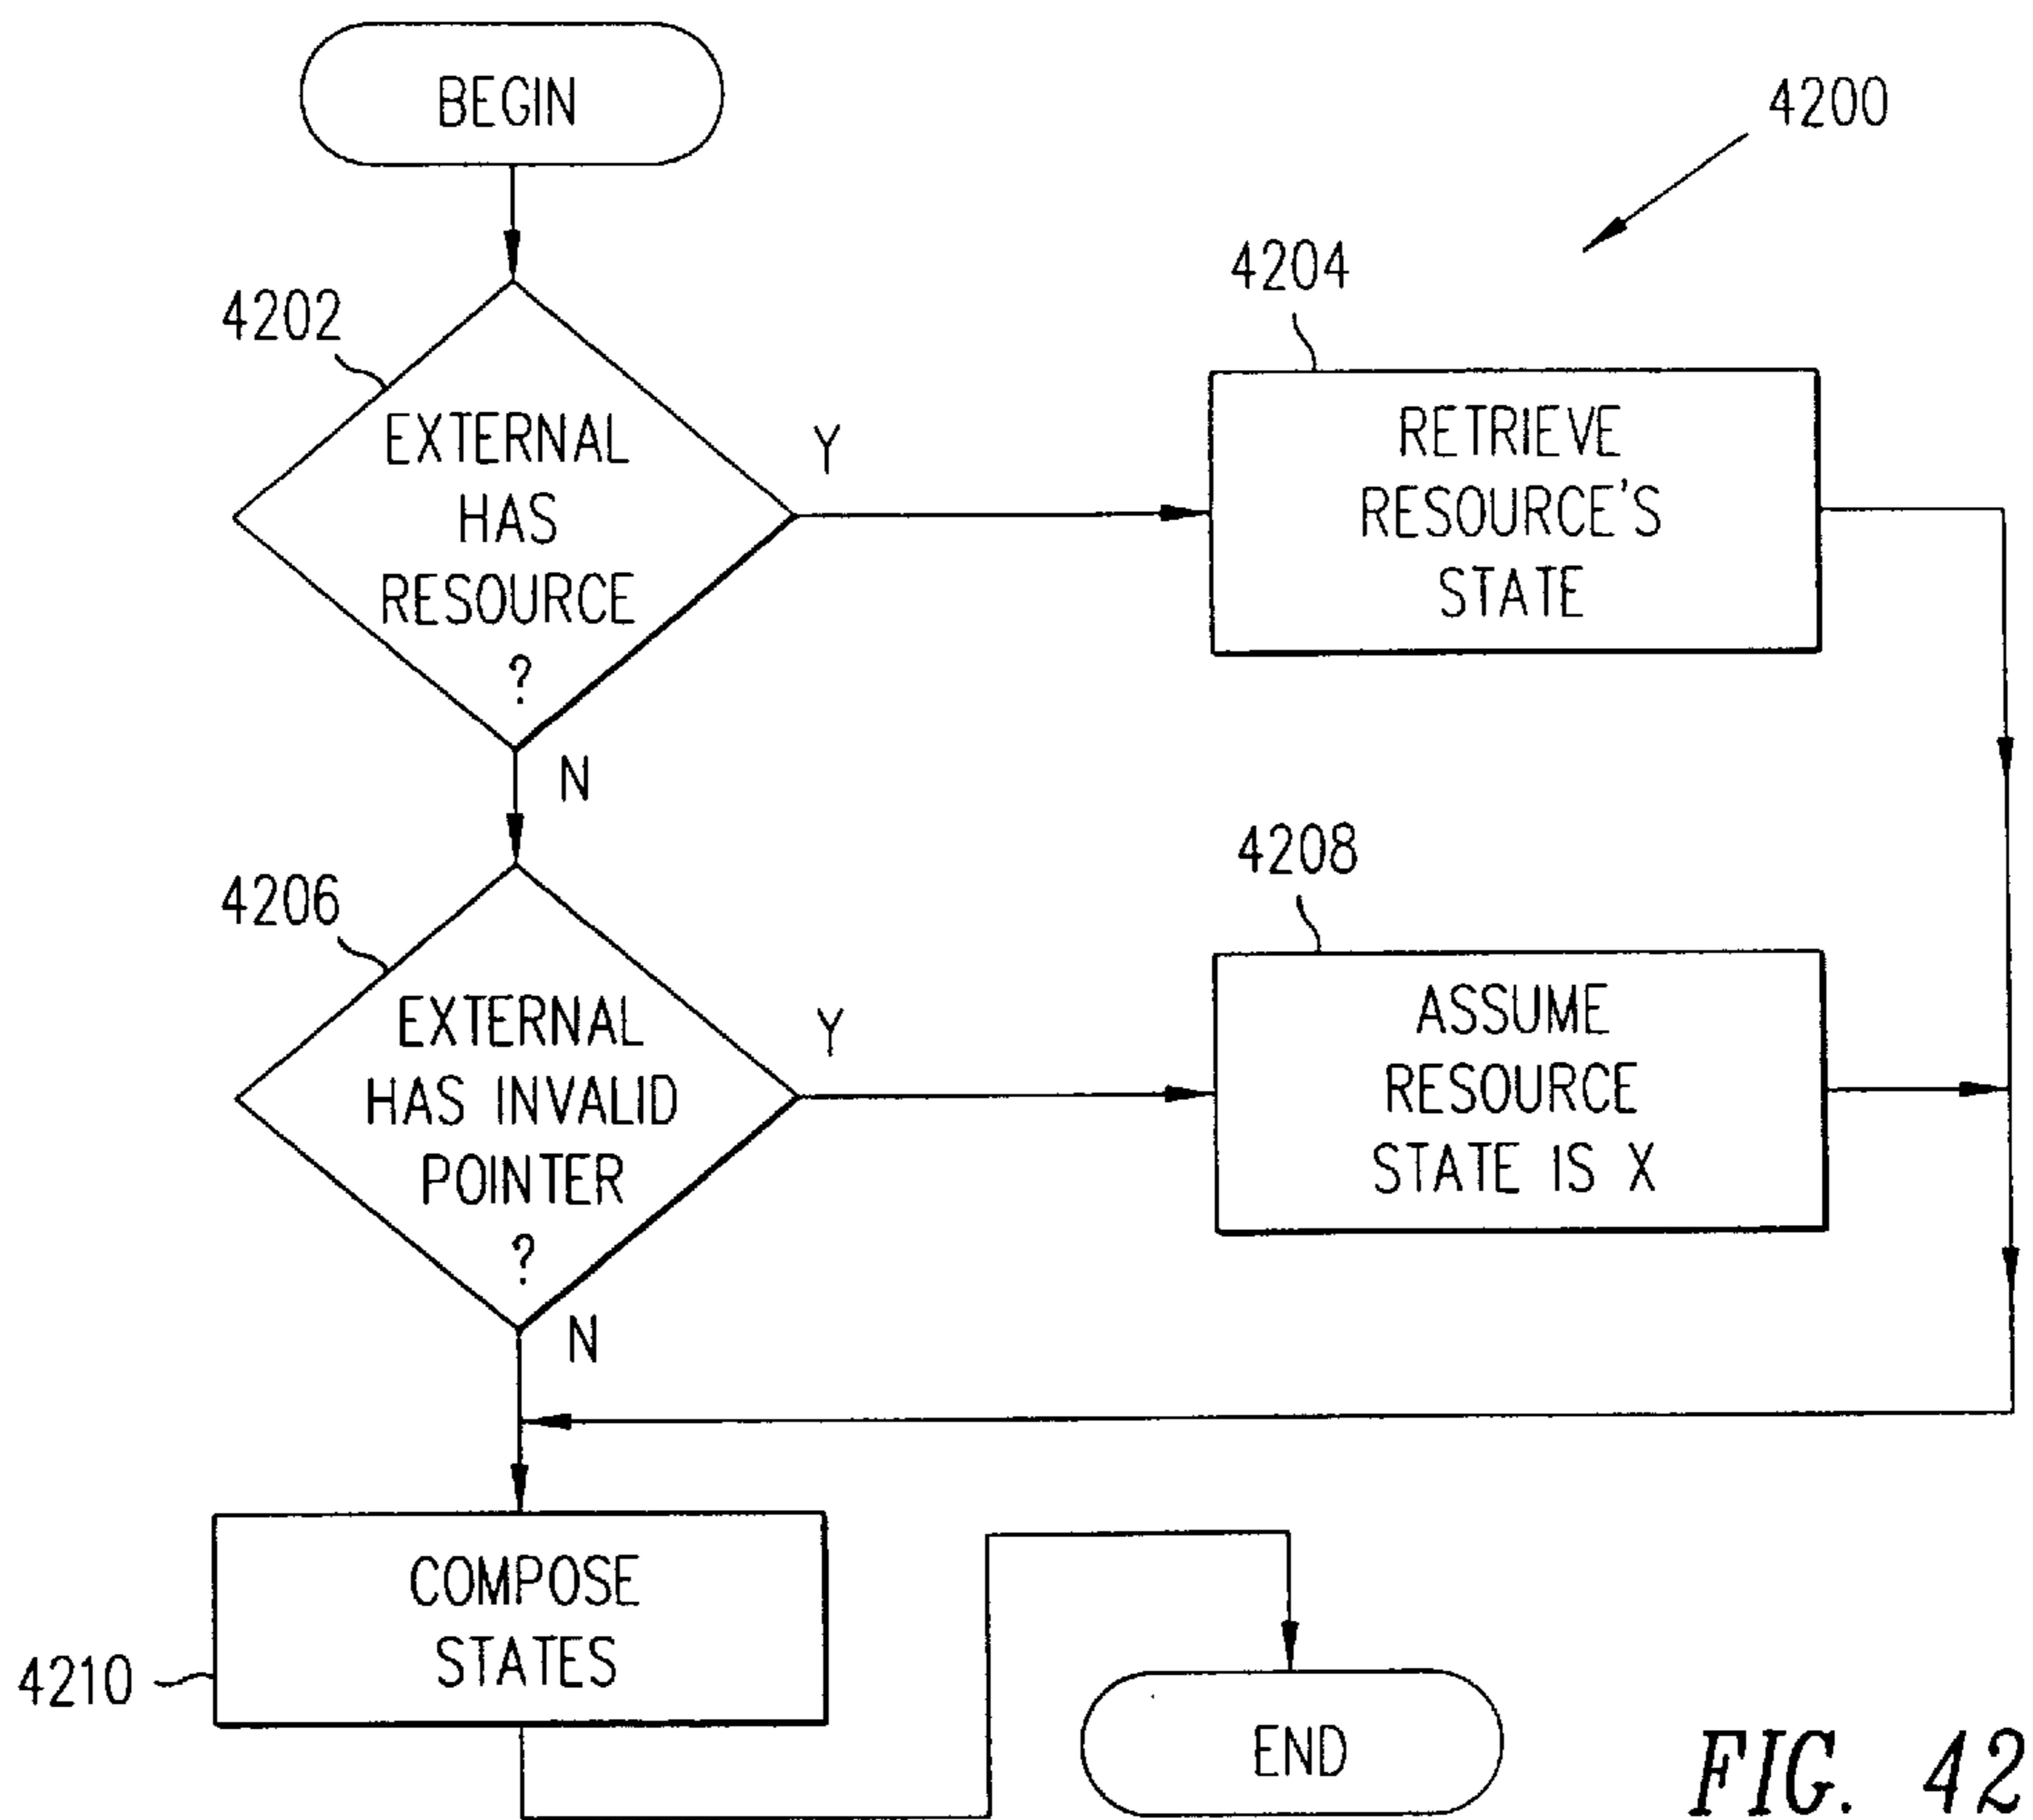 BEGIN
4200
4202
EXTERNAL
HAS
RESOURCE
?
Y
N
4204
RETRIEVE
RESOURCE'S
STATE
4206
EXTERNAL
HAS INVALID
POINTER
?
Y
N
4208
ASSUME
RESOURCE
STATE IS X
4210
COMPOSE
STATES
END
FIG. 42